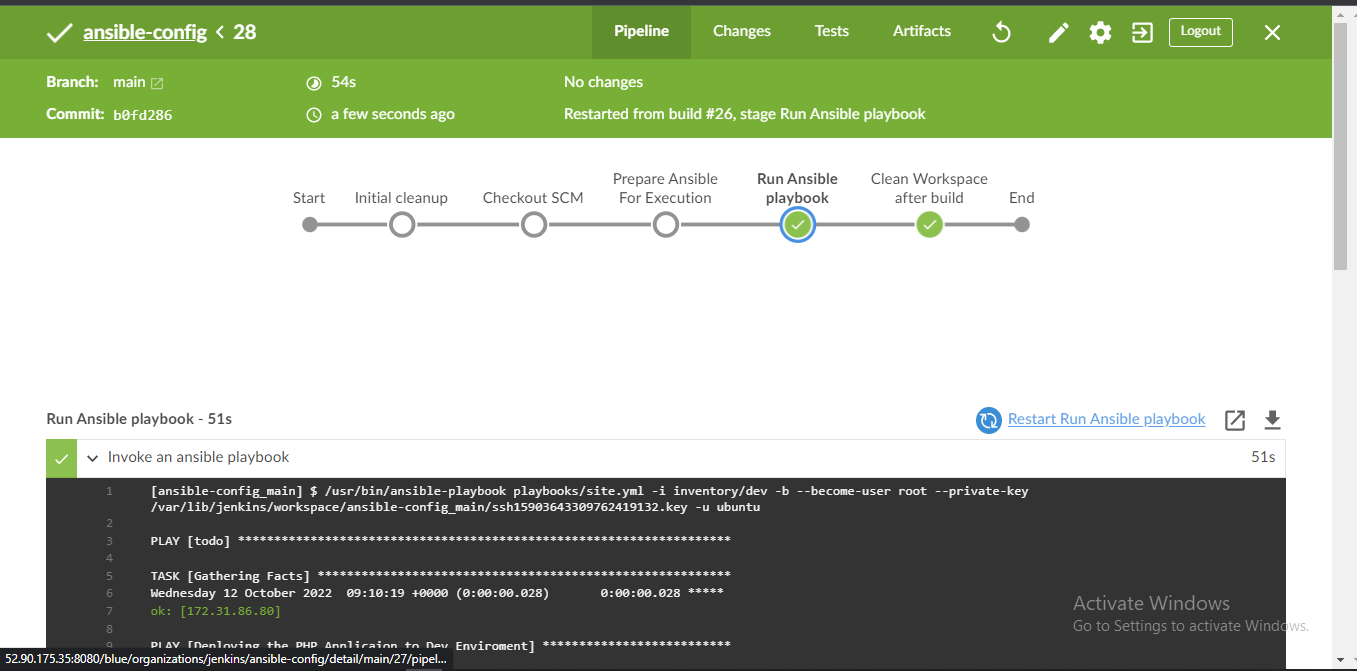 ansible-config < 28
Pipeline
Changes
Tests
Artifacts
Logout
Branch: main
54s
No changes
Commit: b0fd286
a few seconds ago
Restarted from build #26, stage Run Ansible playbook
Start
Initial cleanup
Checkout SCM
Prepare Ansible
For Execution
Run Ansible
playbook
Clean Workspace
after build
End
Run Ansible playbook - 51s
Restart Run Ansible playbook
Invoke an ansible playbook
51s
1 [ansible-config_main] $ /usr/bin/ansible-playbook playbooks/site.yml -i inventory/dev -b --become-user root --private-key
/var/lib/jenkins/workspace/ansible-config_main/ssh15903643309762419132.key -u ubuntu
2
3 PLAY [todo] *******************************************************************
4
5 TASK [Gathering Facts] ********************************************************
6 Wednesday 12 October 2022  09:10:19 +0000 (0:00:00.028)       0:00:00.028 *****
7 ok: [172.31.86.80]
8
9 PLAY [Deploying the PHP Applicaion to Dev Enviroment] *************************
Activate Windows
Go to Settings to activate Windows.
52.90.175.35:8080/blue/organizations/jenkins/ansible-config/detail/main/27/pipel...